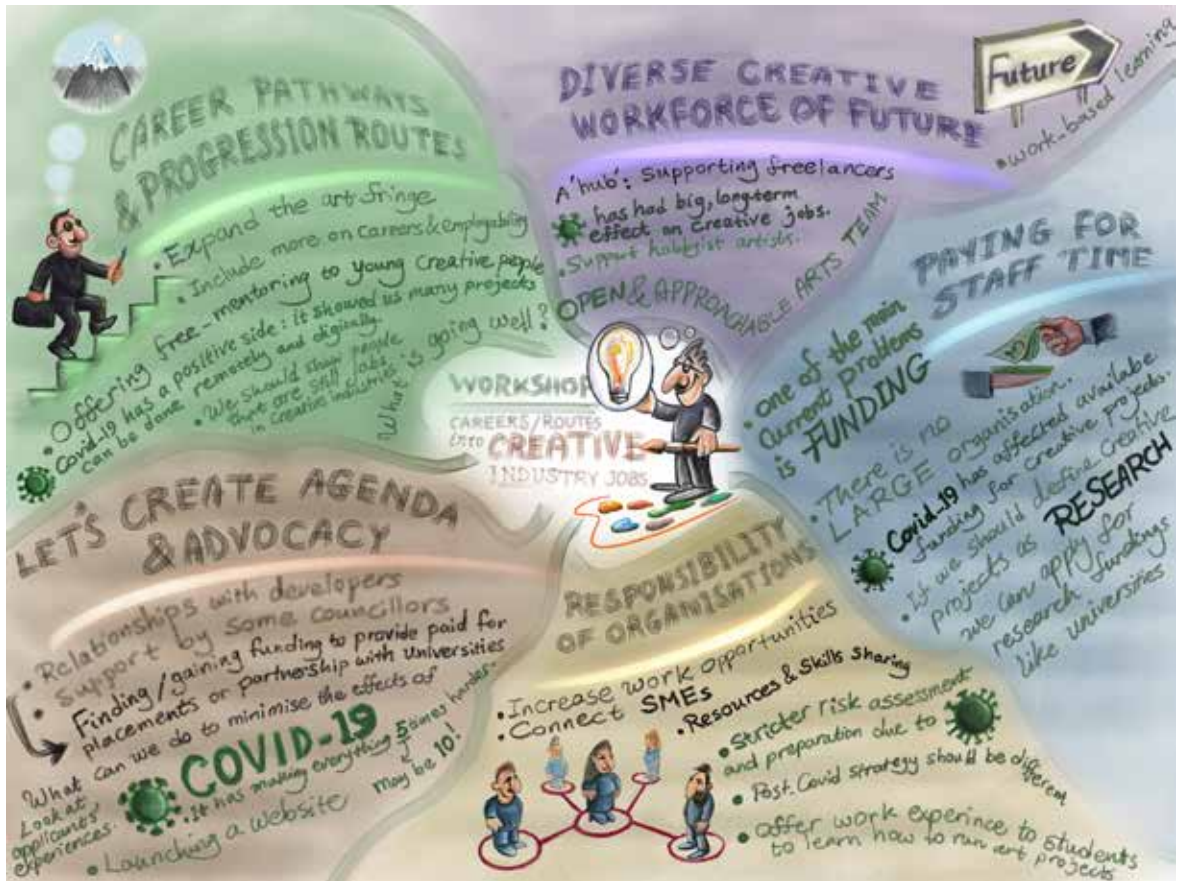 CAREER PATHWAYS
& PROGRESSION ROUTES
• Expand the art fringe
• Include more on careers & employability
• Offering free-mentoring to young creative people
• Covid-19 has a positive side: it showed us many projects
can be done remotely and digitally
• We should show people
there are still jobs
in creative industries
What is going well?
DIVERSE CREATIVE
WORKFORCE OF FUTURE
Future
• work-based learning
A 'hub': Supporting freelancers
has had big, long-term
effect on creative jobs.
• Support hobbyist artists.
OPEN & APPROACHABLE ARTS TEAM
PAYING FOR
STAFF TIME
• One of the main
current problems
is FUNDING
• There is no
LARGE organisation.
Covid-19 has affected available
funding for creative projects.
• If we should define creative
projects as RESEARCH
we can apply for
research fundings
like universities
WORKSHOP
CAREERS/ROUTES
into CREATIVE
INDUSTRY JOBS
LET'S CREATE AGENDA
& ADVOCACY
• Relationships with developers
• Support by some councillors
Finding/gaining funding to provide paid for
placements or partnership with universities
What can we do to minimise the effects of
COVID-19
• It has making everything 5 times harder
may be 10!
Look at
applicants'
experiences.
• Launching a website
RESPONSIBILITY
OF ORGANISATIONS
• Increase work opportunities
• Connect SMEs
• Resources & Skills sharing
• Stricter risk assessment
and preparation due to
• Post.Covid strategy should be different
• Offer work experince to students
to learn how to run art projects